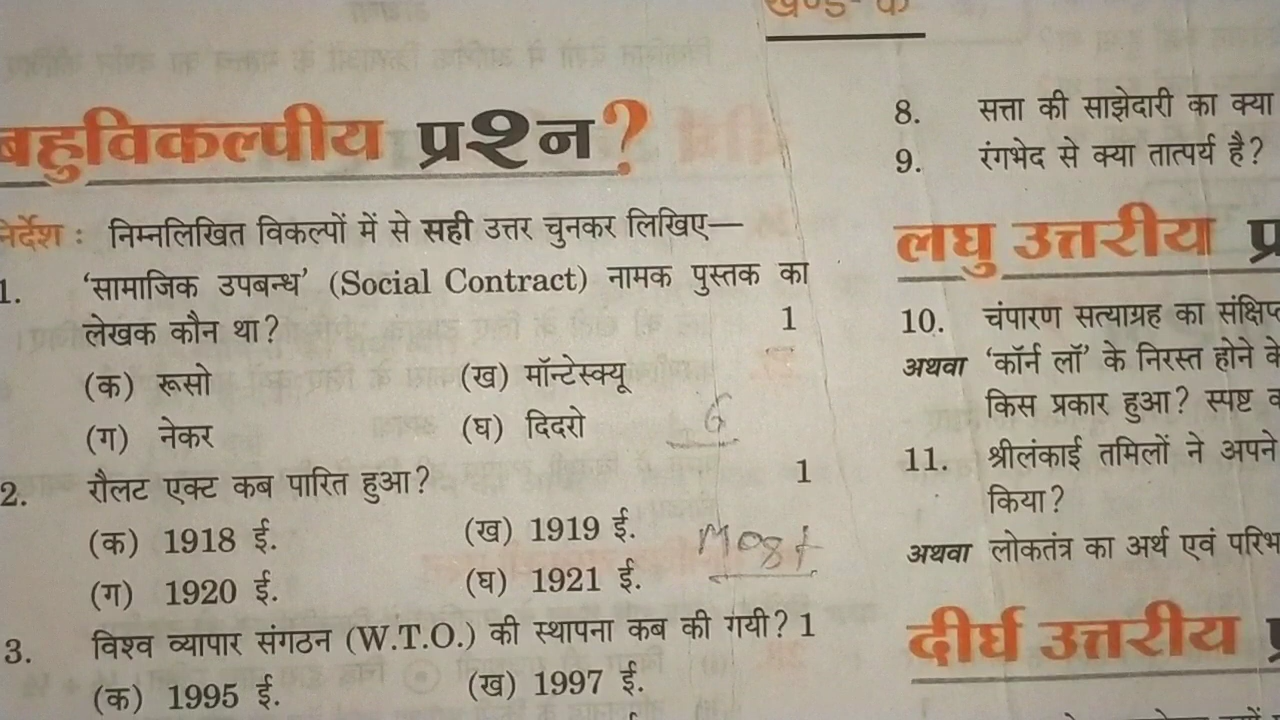 खण्ड-क
बहुविकल्पीय प्रश्न?
निर्देश : निम्नलिखित विकल्पों में से सही उत्तर चुनकर लिखिए—
1. 'सामाजिक उपबन्ध' (Social Contract) नामक पुस्तक का
लेखक कौन था? 1
(क) रूसो (ख) मॉन्टेस्क्यू
(ग) नेकर (घ) दिदरो
G
2. रौलट एक्ट कब पारित हुआ? 1
(क) 1918 ई. (ख) 1919 ई.
Most
(ग) 1920 ई. (घ) 1921 ई.
3. विश्व व्यापार संगठन (W.T.O.) की स्थापना कब की गयी? 1
(क) 1995 ई. (ख) 1997 ई.
8. सत्ता की साझेदारी का क्या
9. रंगभेद से क्या तात्पर्य है?
लघु उत्तरीय प्र
10. चंपारण सत्याग्रह का संक्षिप्त
अथवा 'कॉर्न लॉ' के निरस्त होने के
किस प्रकार हुआ? स्पष्ट
11. श्रीलंकाई तमिलों ने अपने
किया?
अथवा लोकतंत्र का अर्थ एवं
दीर्घ उत्तरीय प्र